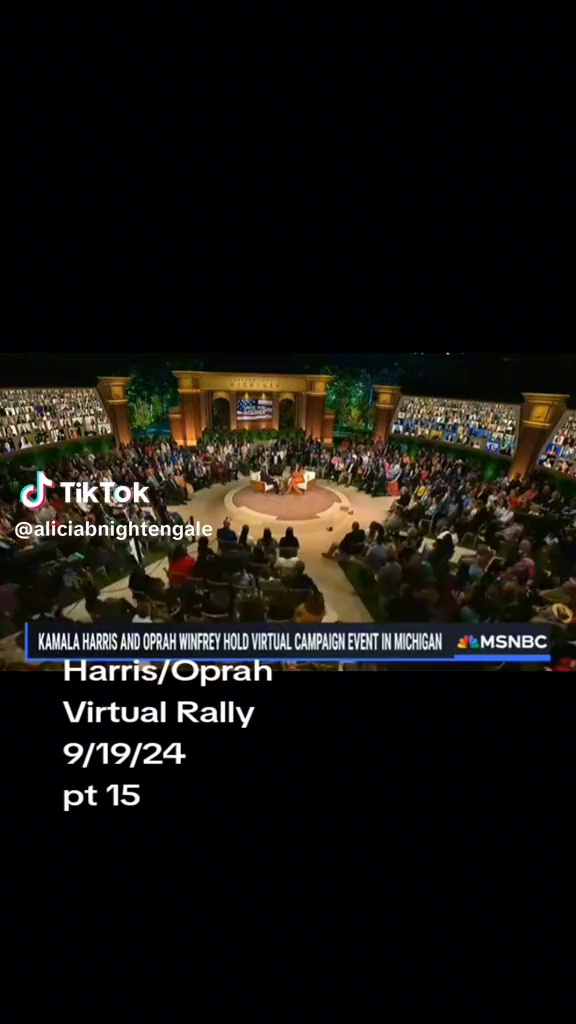 MICHIGAN
TikTok
@aliciabnightengale
KAMALA HARRIS AND OPRAH WINFREY HOLD VIRTUAL CAMPAIGN EVENT IN MICHIGAN
MSNBC
Harris/Oprah
Virtual Rally
9/19/24
pt 15